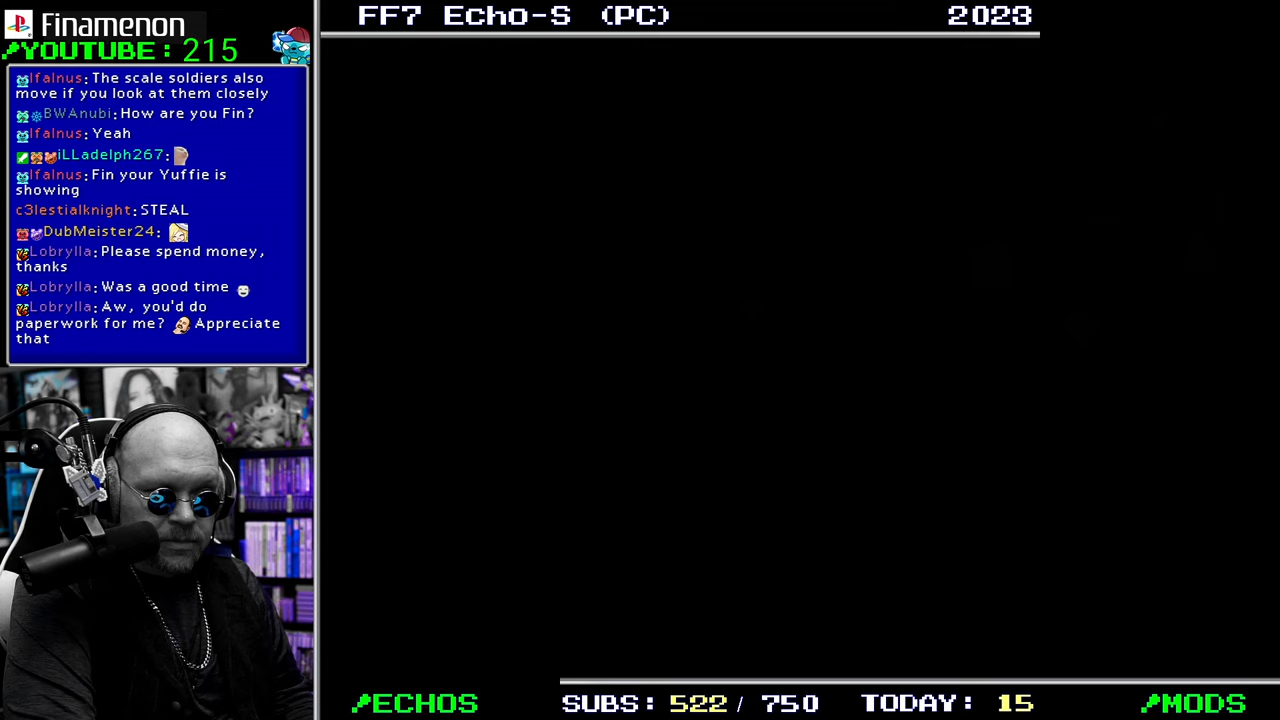 Finamenon
FF7 Echo-S (PC)
2023
YOUTUBE: 215
lfalnus: The scale soldiers also
move if you look at them closely
BWAnubi: How are you Fin?
lfalnus: Yeah
iLLadelph267:
lfalnus: Fin your Yuffie is
showing
c3lestialknight: STEAL
DubMeister24:
Lobrylla: Please spend money,
thanks
Lobrylla: Was a good time
Lobrylla: Aw, you'd do
paperwork for me? Appreciate
that
ECHOS
SUBS: 522/ 750
TODAY: 15
MODS